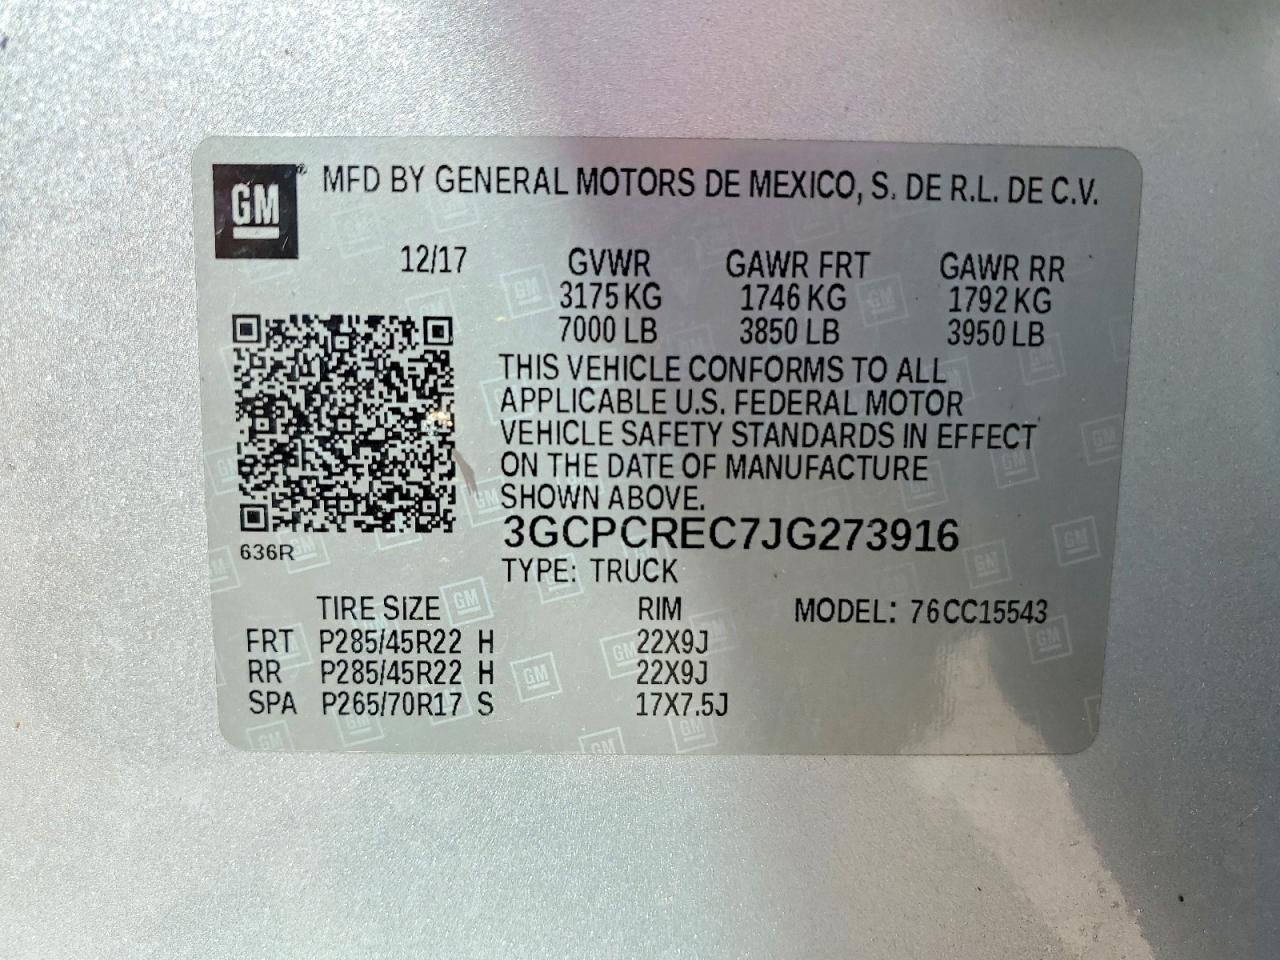 GM® MFD BY GENERAL MOTORS DE MEXICO, S. DE R.L. DE C.V.
12/17 GVWR GAWR FRT GAWR RR
3175 KG 1746 KG 1792 KG
7000 LB 3850 LB 3950 LB
THIS VEHICLE CONFORMS TO ALL
APPLICABLE U.S. FEDERAL MOTOR
VEHICLE SAFETY STANDARDS IN EFFECT
ON THE DATE OF MANUFACTURE
SHOWN ABOVE.
3GCPCREC7JG273916
636R
TYPE: TRUCK
TIRE SIZE RIM MODEL: 76CC15543
FRT P285/45R22 H 22X9J
RR P285/45R22 H 22X9J
SPA P265/70R17 S 17X7.5J